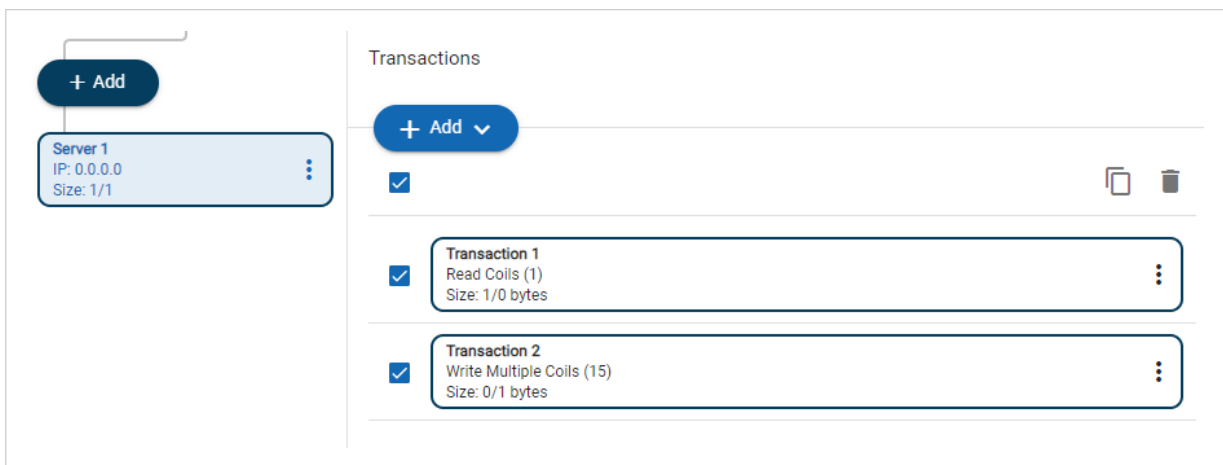 + Add
Server 1
IP: 0.0.0.0
Size: 1/1
Transactions
+ Add
Transaction 1
Read Coils (1)
Size: 1/0 bytes
Transaction 2
Write Multiple Coils (15)
Size: 0/1 bytes